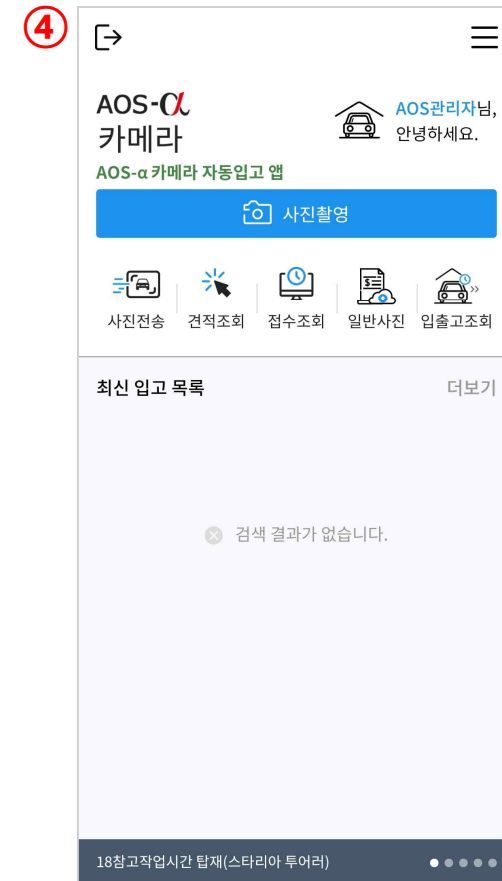 ④
AOS-α
카메라
AOS관리자님,
안녕하세요.
AOS-α 카메라 자동입고 앱
사진촬영
사진전송 견적조회 접수조회 일반사진 입출고조회
최신 입고 목록 더보기
검색 결과가 없습니다.
18참고작업시간 탑재(스타리아 투어러)